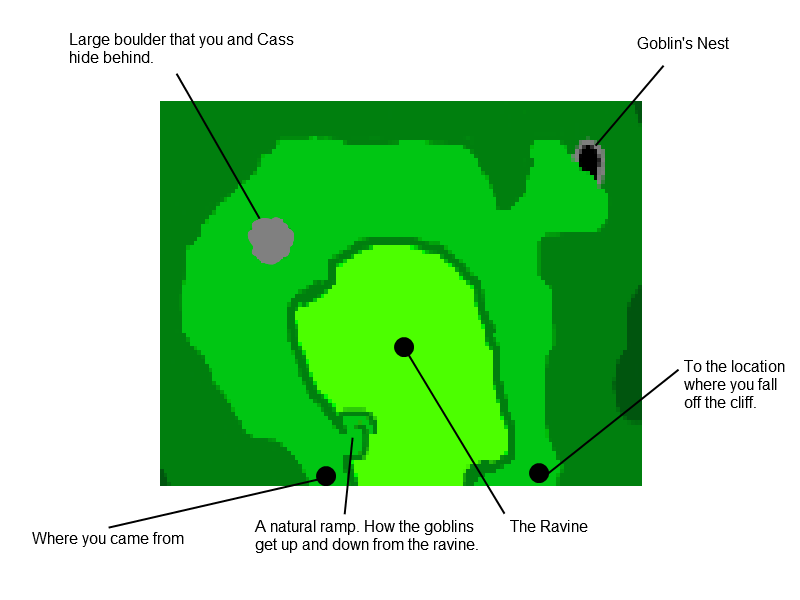 Large boulder that you and Cass
hide behind.
Goblin's Nest
To the location
where you fall
off the cliff.
Where you came from
A natural ramp. How the goblins
get up and down from the ravine.
The Ravine